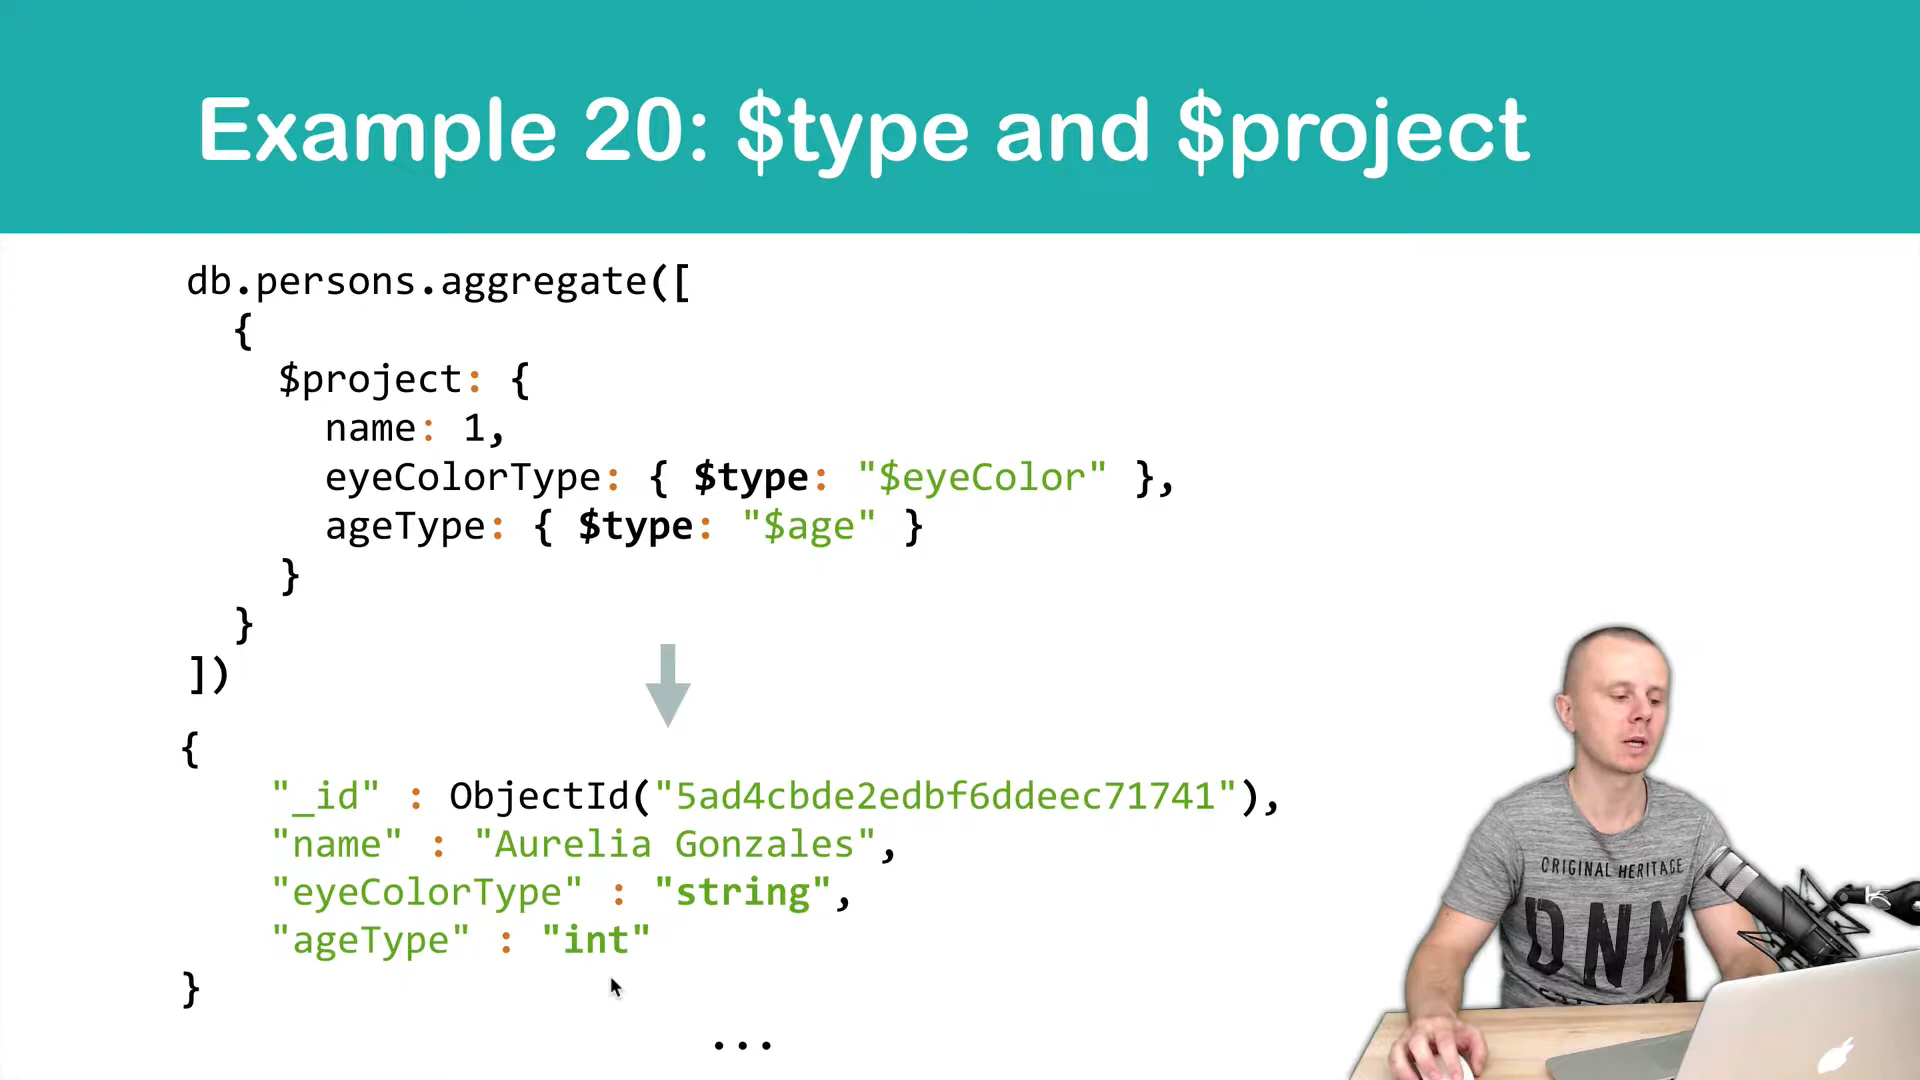 Example 20: $type and $project
db.persons.aggregate([
{
$project: {
name: 1,
eyeColorType: { $type: "$eyeColor" },
ageType: { $type: "$age" }
}
}
])
{
"_id" : ObjectId("5ad4cbde2edbf6ddeec71741"),
"name" : "Aurelia Gonzales",
"eyeColorType" : "string",
"ageType" : "int"
}
...
ORIGINAL HERITAGE
DNM